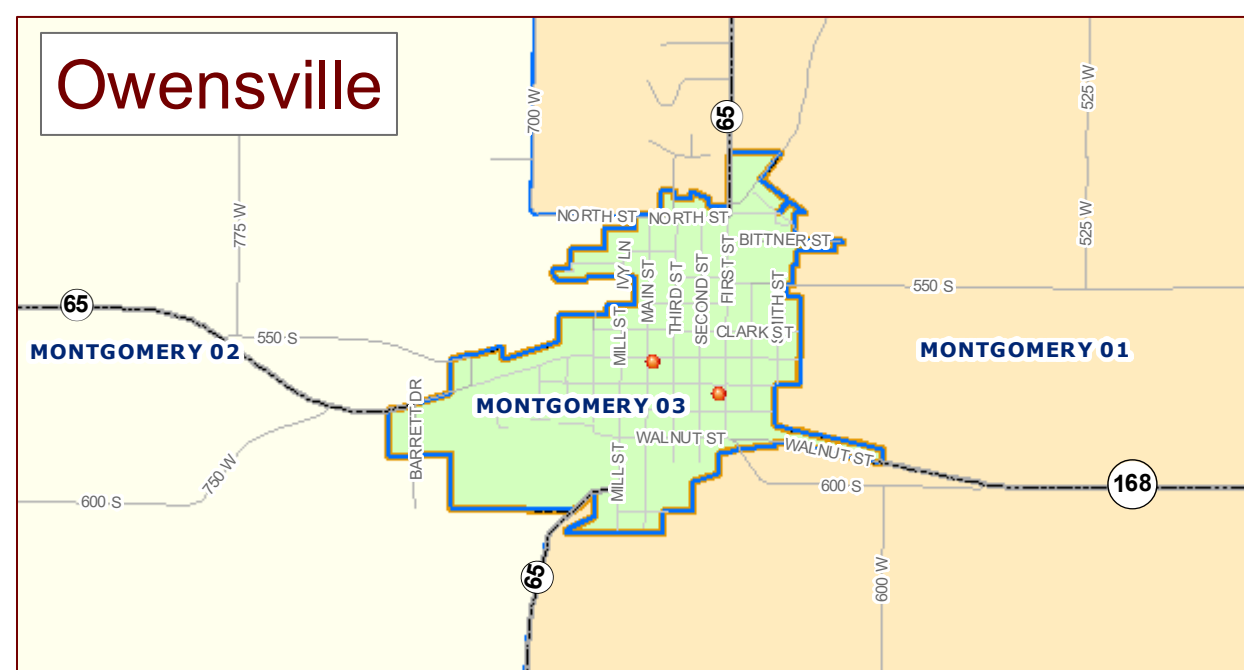 Owensville
700 W
65
525 W
775 W
NORTH ST
NORTH ST
BITTNER ST
525 W
IVY LN
MAIN ST
THIRD ST
SECOND ST
FIRST ST
SMITH ST
550 S
65
550 S
MILL ST
CLARK ST
MONTGOMERY 02
MONTGOMERY 01
MONTGOMERY 03
BARRETT DR
WALNUT ST
WALNUT ST
750 W
600 S
MILL ST
600 S
168
65
600 W